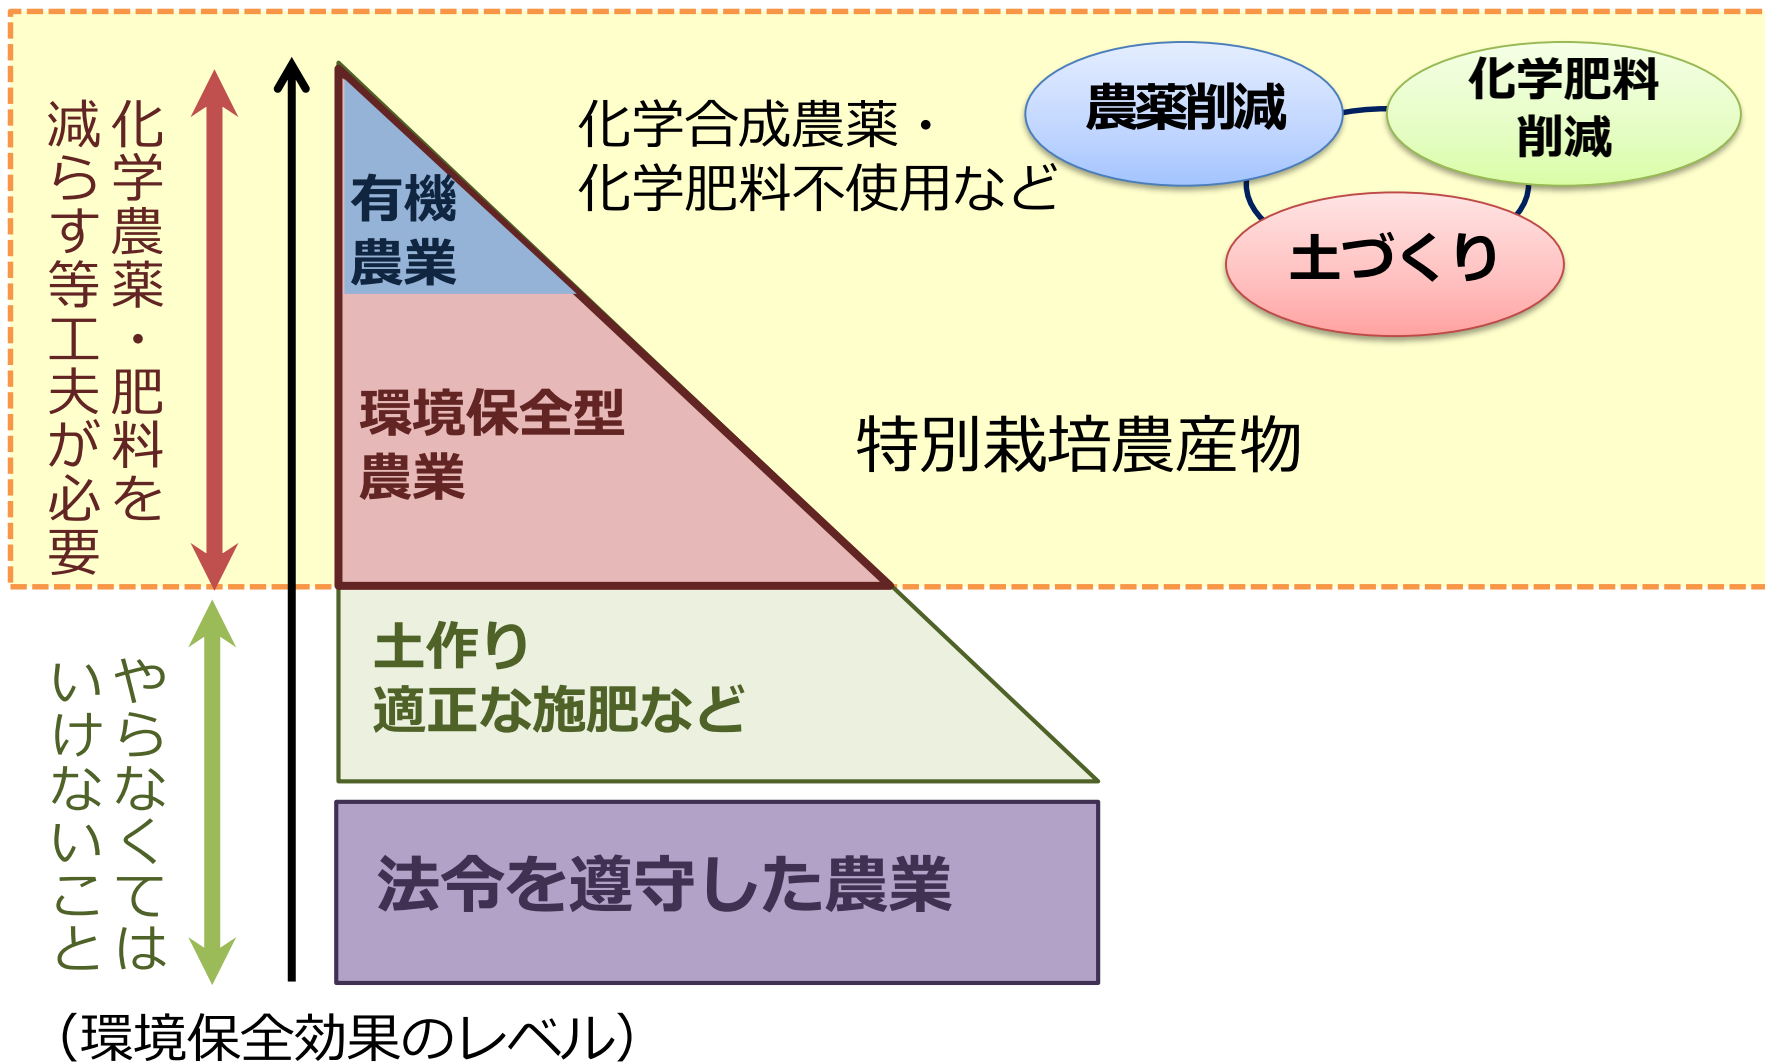 化学農薬・肥料を
減らす等工夫が必要
有機
農業
化学合成農薬・
化学肥料不使用など
農薬削減
化学肥料
削減
土づくり
環境保全型
農業
特別栽培農産物
やらなくては
いけないこと
土作り
適正な施肥など
法令を遵守した農業
（環境保全効果のレベル）